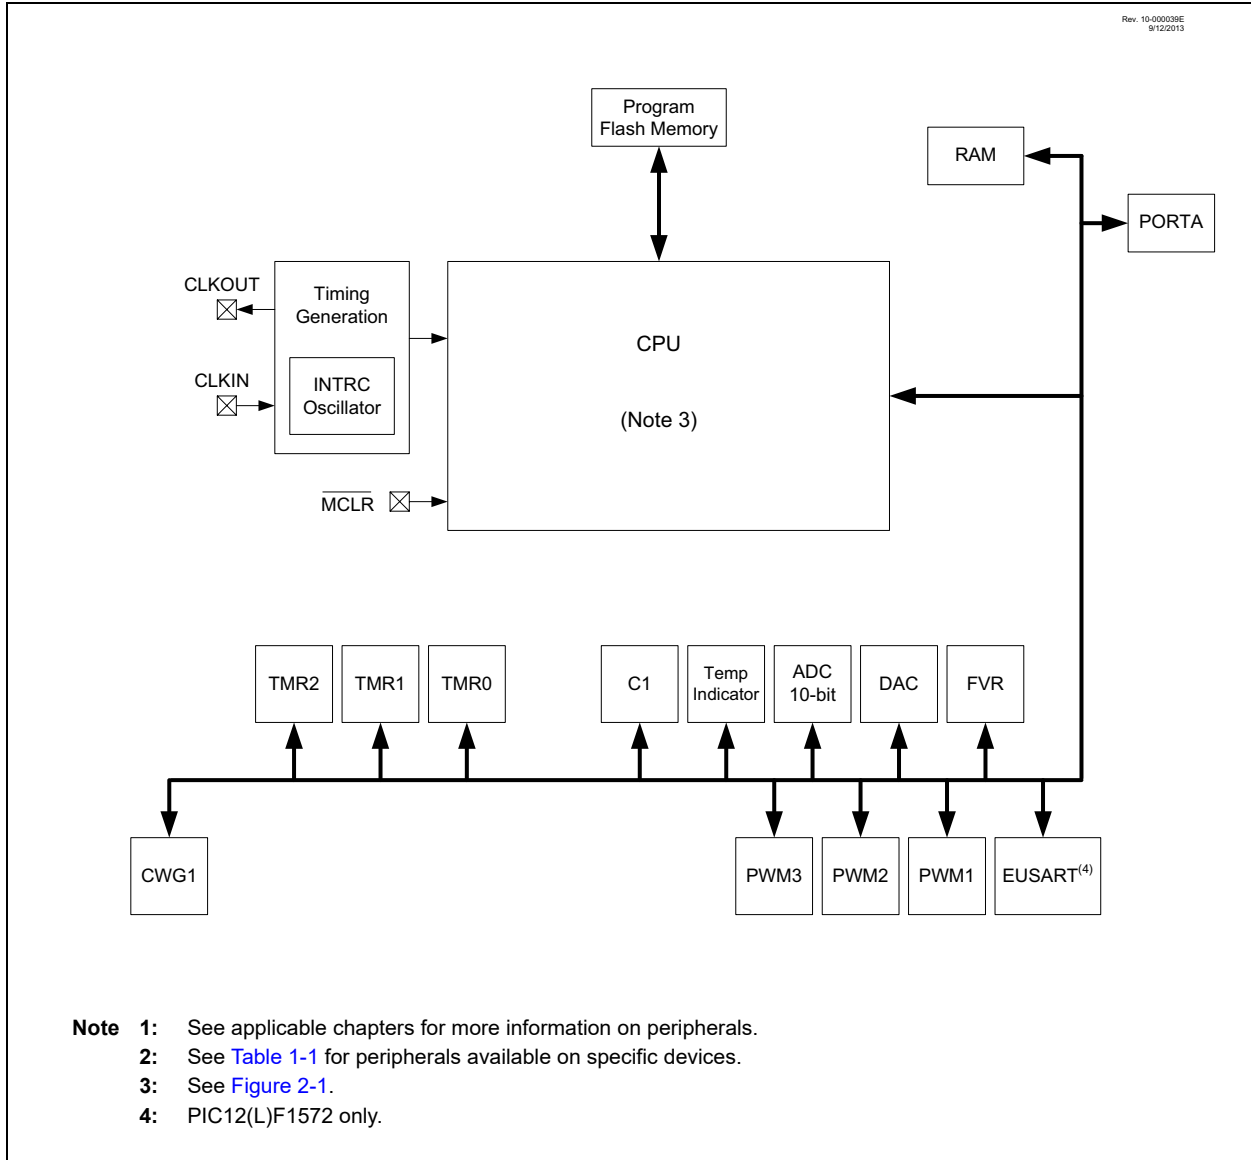 Rev. 10-000039E
9/12/2013
Program
Flash Memory
RAM
PORTA
CLKOUT
Timing
Generation
CPU
CLKIN
INTRC
Oscillator
(Note 3)
MCLR
TMR2
TMR1
TMR0
C1
Temp
Indicator
ADC
10-bit
DAC
FVR
CWG1
PWM3
PWM2
PWM1
EUSART(4)
Note 1: See applicable chapters for more information on peripherals.
2: See Table 1-1 for peripherals available on specific devices.
3: See Figure 2-1.
4: PIC12(L)F1572 only.